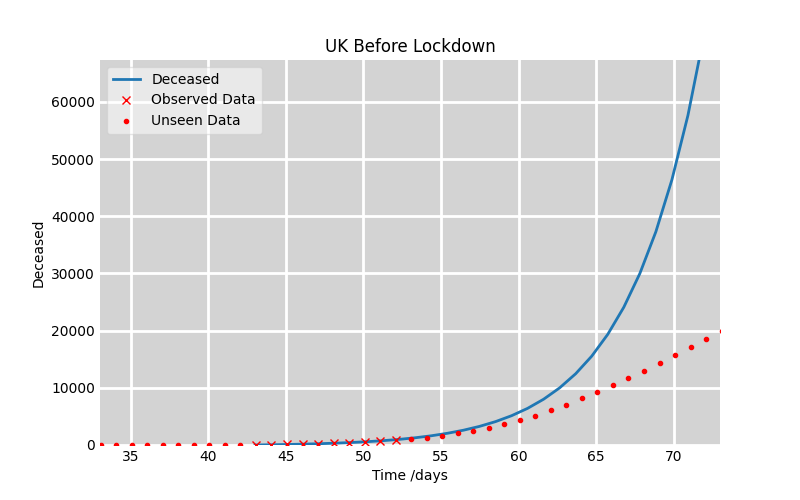 UK Before Lockdown
Deceased
Observed Data
Unseen Data
60000
50000
40000
30000
20000
10000
0
Deceased
35 40 45 50 55 60 65 70
Time /days